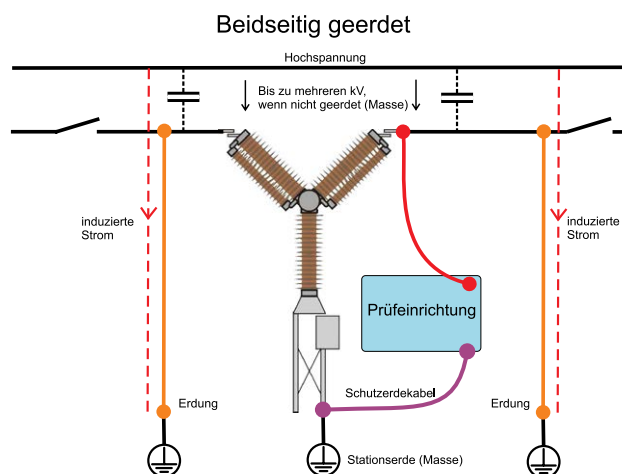 Beidseitig geerdet
Hochspannung
Bis zu mehreren kV,
wenn nicht geerdet (Masse)
induzierte
Strom
induzierte
Strom
Prüfeinrichtung
Schutzerdekabel
Erdung
Erdung
Stationserde (Masse)